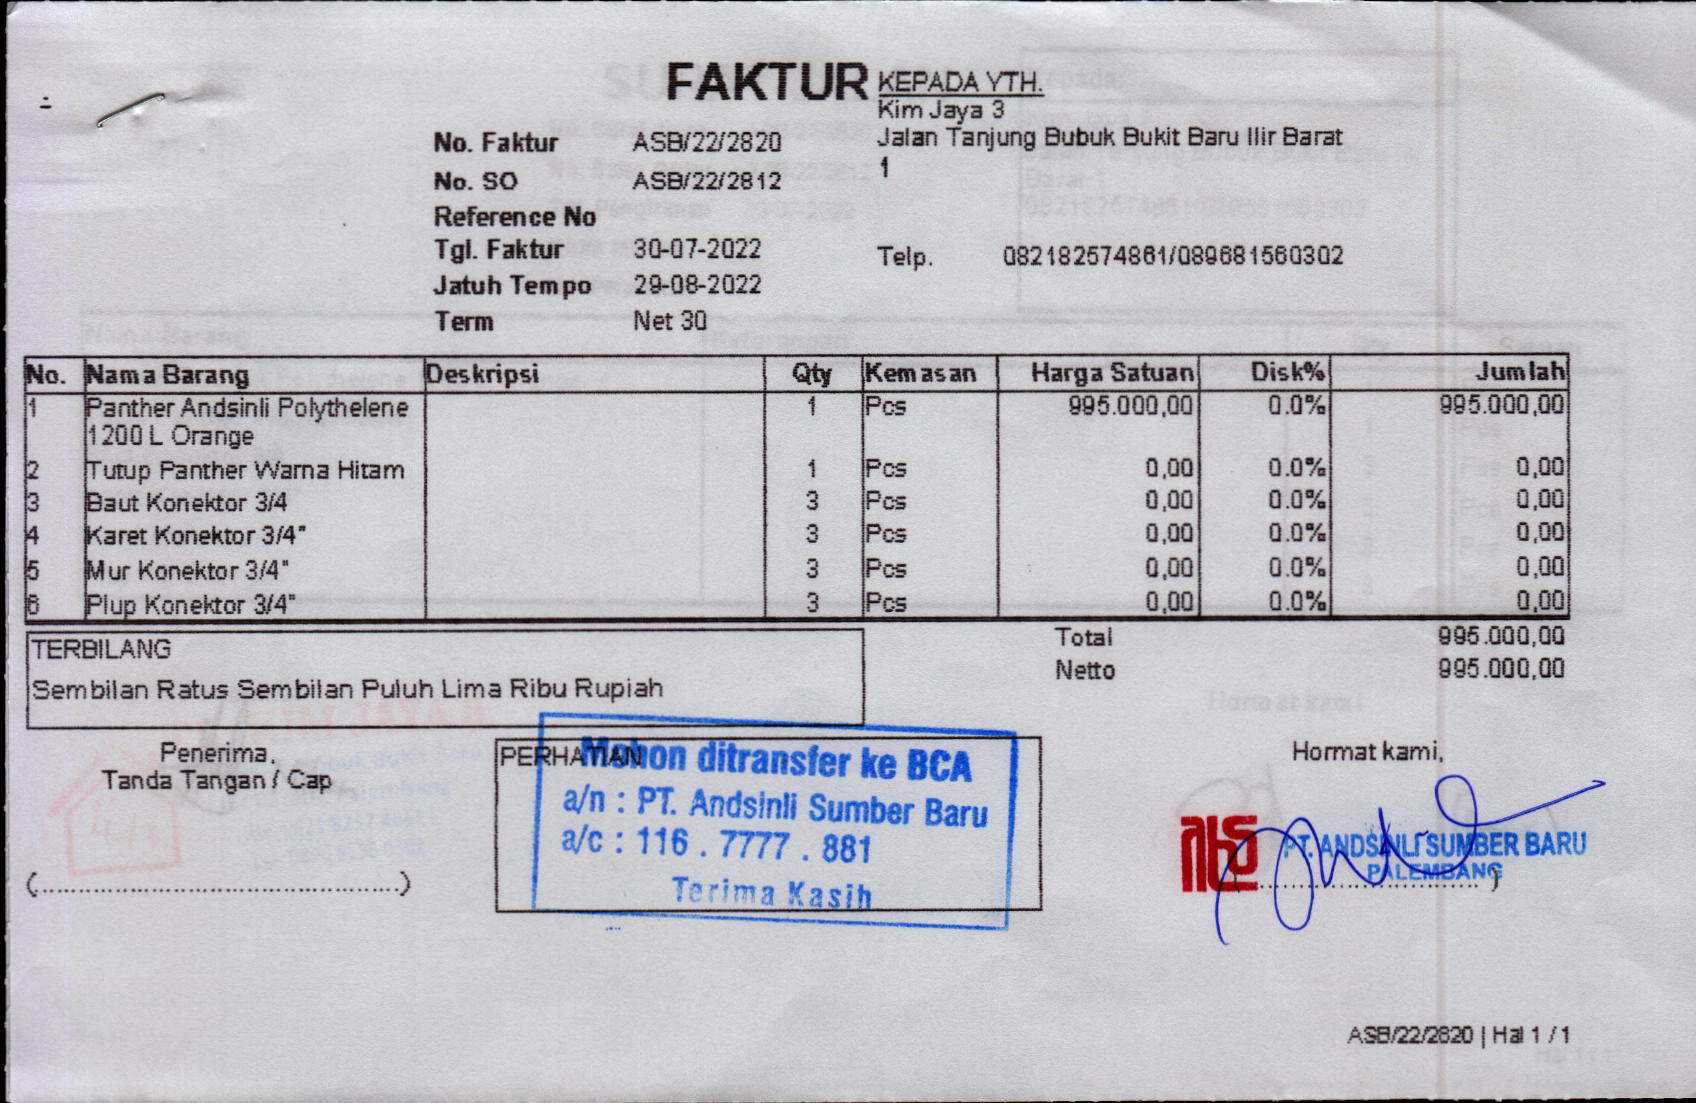 FAKTUR
KEPADA YTH.
Kim Jaya 3
Jalan Tanjung Bubuk Bukit Baru Ilir Barat
1
Telp. 082182574861/089681560302
No. Faktur ASB/22/2820
No. SO ASB/22/2812
Reference No
Tgl. Faktur 30-07-2022
Jatuh Tempo 29-08-2022
Term Net 30
No. Nama Barang Deskripsi Qty Kemasan Harga Satuan Disk% Jumlah
1 Panther Andsinli Polythelene 1 Pcs 995.000,00 0.0% 995.000,00
1200 L Orange
2 Tutup Panther Warna Hitam 1 Pcs 0,00 0.0% 0,00
3 Baut Konektor 3/4 3 Pcs 0,00 0.0% 0,00
4 Karet Konektor 3/4" 3 Pcs 0,00 0.0% 0,00
5 Mur Konektor 3/4" 3 Pcs 0,00 0.0% 0,00
6 Plup Konektor 3/4" 3 Pcs 0,00 0.0% 0,00
Total 995.000,00
Netto 995.000,00
TERBILANG
Sembilan Ratus Sembilan Puluh Lima Ribu Rupiah
Penerima,
Tanda Tangan / Cap
(..........................................)
PERHATIAN
Mohon ditransfer ke BCA
a/n : PT. Andsinli Sumber Baru
a/c : 116 . 7777 . 881
Terima Kasih
Hormat kami,
PT. ANDSINLI SUMBER BARU
PALEMBANG
ASB/22/2820 | Hal 1 / 1